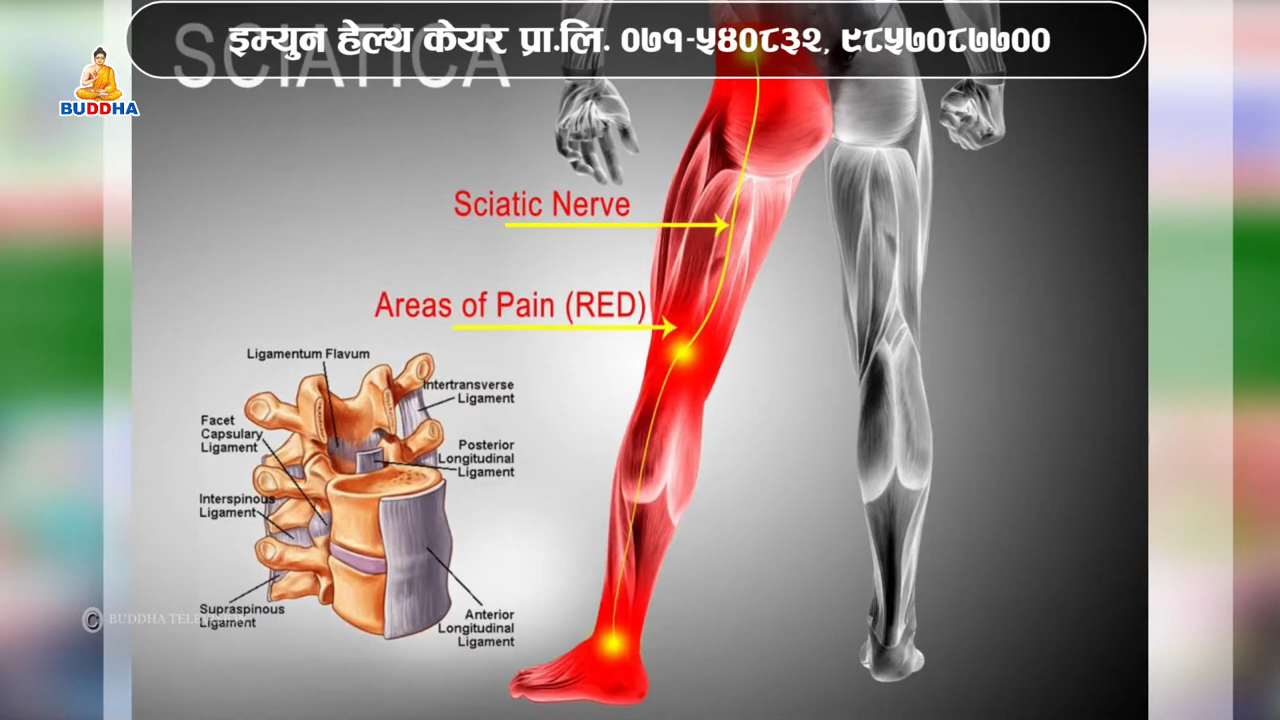 इम्युन हेल्थ केयर प्रा.लि. ०७१-५४०८३२, ९८५७०८७७००
SCIATICA
BUDDHA
Sciatic Nerve
Areas of Pain (RED)
Ligamentum Flavum
Intertransverse
Ligament
Facet
Capsulary
Ligament
Posterior
Longitudinal
Ligament
Interspinous
Ligament
Supraspinous
Ligament
Anterior
Longitudinal
Ligament
© BUDDHA